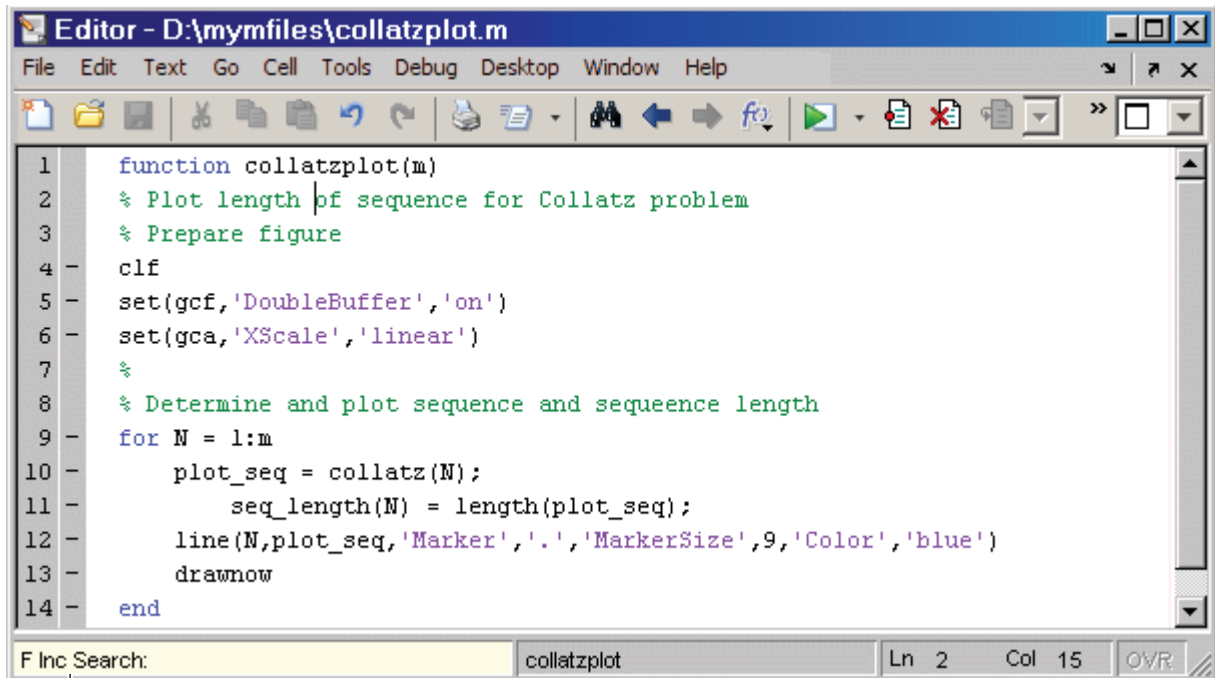 Editor - D:\mymfiles\collatzplot.m
File Edit Text Go Cell Tools Debug Desktop Window Help
1 function collatzplot(m)
2 % Plot length of sequence for Collatz problem
3 % Prepare figure
4 - clf
5 - set(gcf,'DoubleBuffer','on')
6 - set(gca,'XScale','linear')
7 %
8 % Determine and plot sequence and sequeence length
9 - for N = 1:m
10 - plot_seq = collatz(N);
11 - seq_length(N) = length(plot_seq);
12 - line(N,plot_seq,'Marker','.','MarkerSize',9,'Color','blue')
13 - drawnow
14 - end
F Inc Search: collatzplot Ln 2 Col 15 OVR